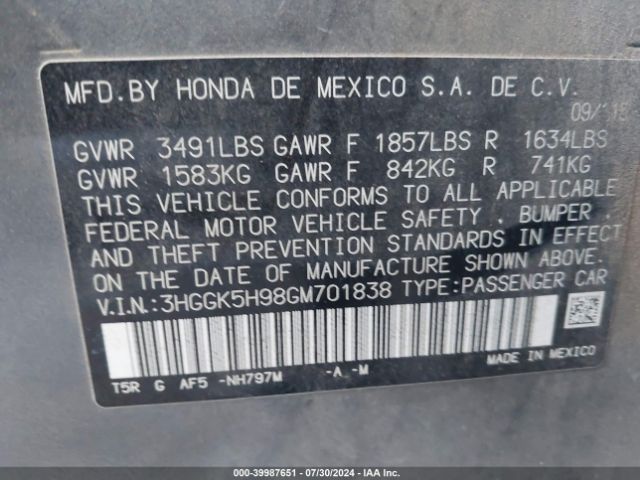 MFD.BY HONDA DE MEXICO S.A. DE C.V.
09/15
GVWR 3491LBS GAWR F 1857LBS R 1634LBS
GVWR 1583KG GAWR F 842KG R 741KG
THIS VEHICLE CONFORMS TO ALL APPLICABLE
FEDERAL MOTOR VEHICLE SAFETY , BUMPER ,
AND THEFT PREVENTION STANDARDS IN EFFECT
ON THE DATE OF MANUFACTURE SHOWN ABOVE.
V.I.N.:3HGGK5H98GM701838 TYPE:PASSENGER CAR
MADE IN MEXICO
T5R G AF5 -NH797M -A -M
000-39987651 | 07/30/2024 - IAA Inc.